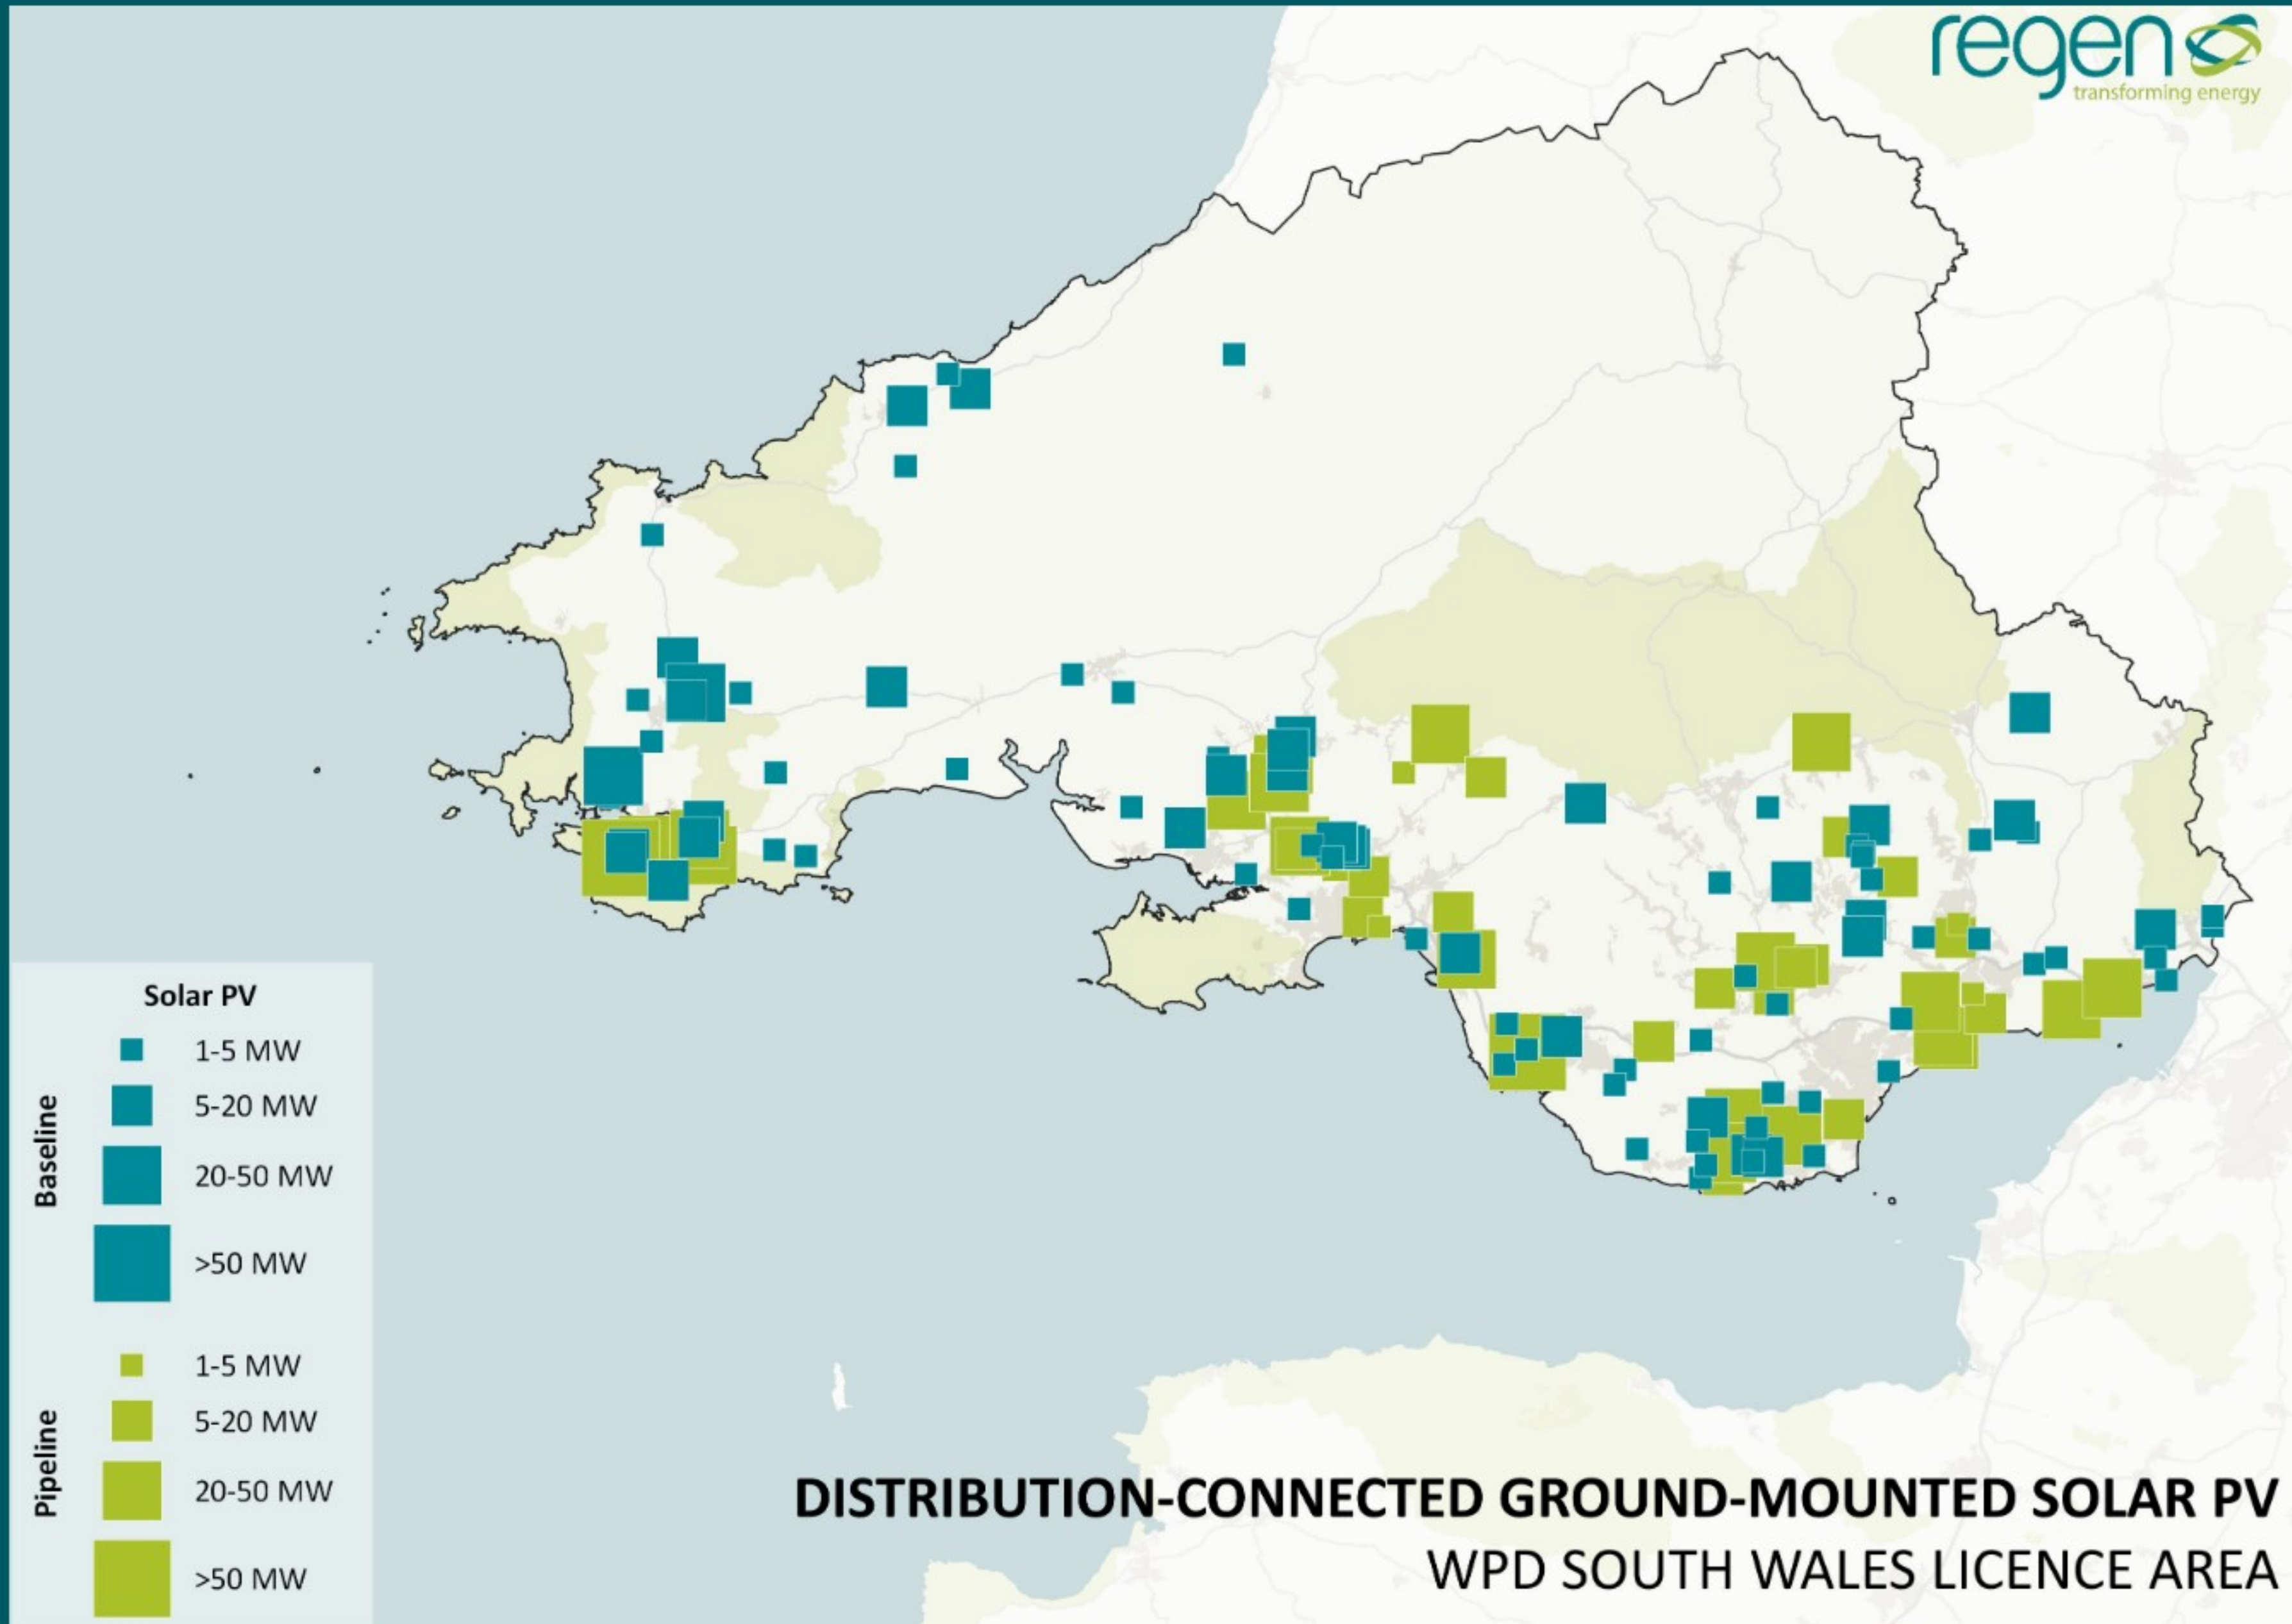 regen
transforming energy
Solar PV
Baseline
1-5 MW
5-20 MW
20-50 MW
>50 MW
Pipeline
1-5 MW
5-20 MW
20-50 MW
>50 MW
DISTRIBUTION-CONNECTED GROUND-MOUNTED SOLAR PV
WPD SOUTH WALES LICENCE AREA